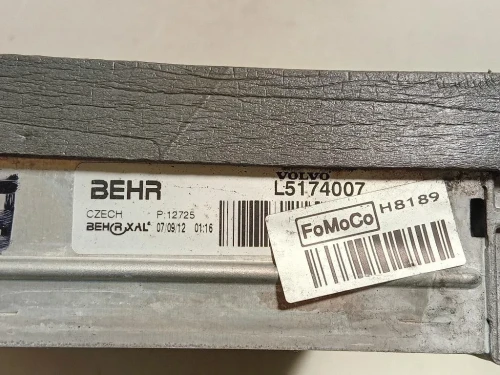 VOLVO
BEHR L5174007
CZECH P:12725
BEHR XAL 07/09/12 01:16
FoMoCo H8189